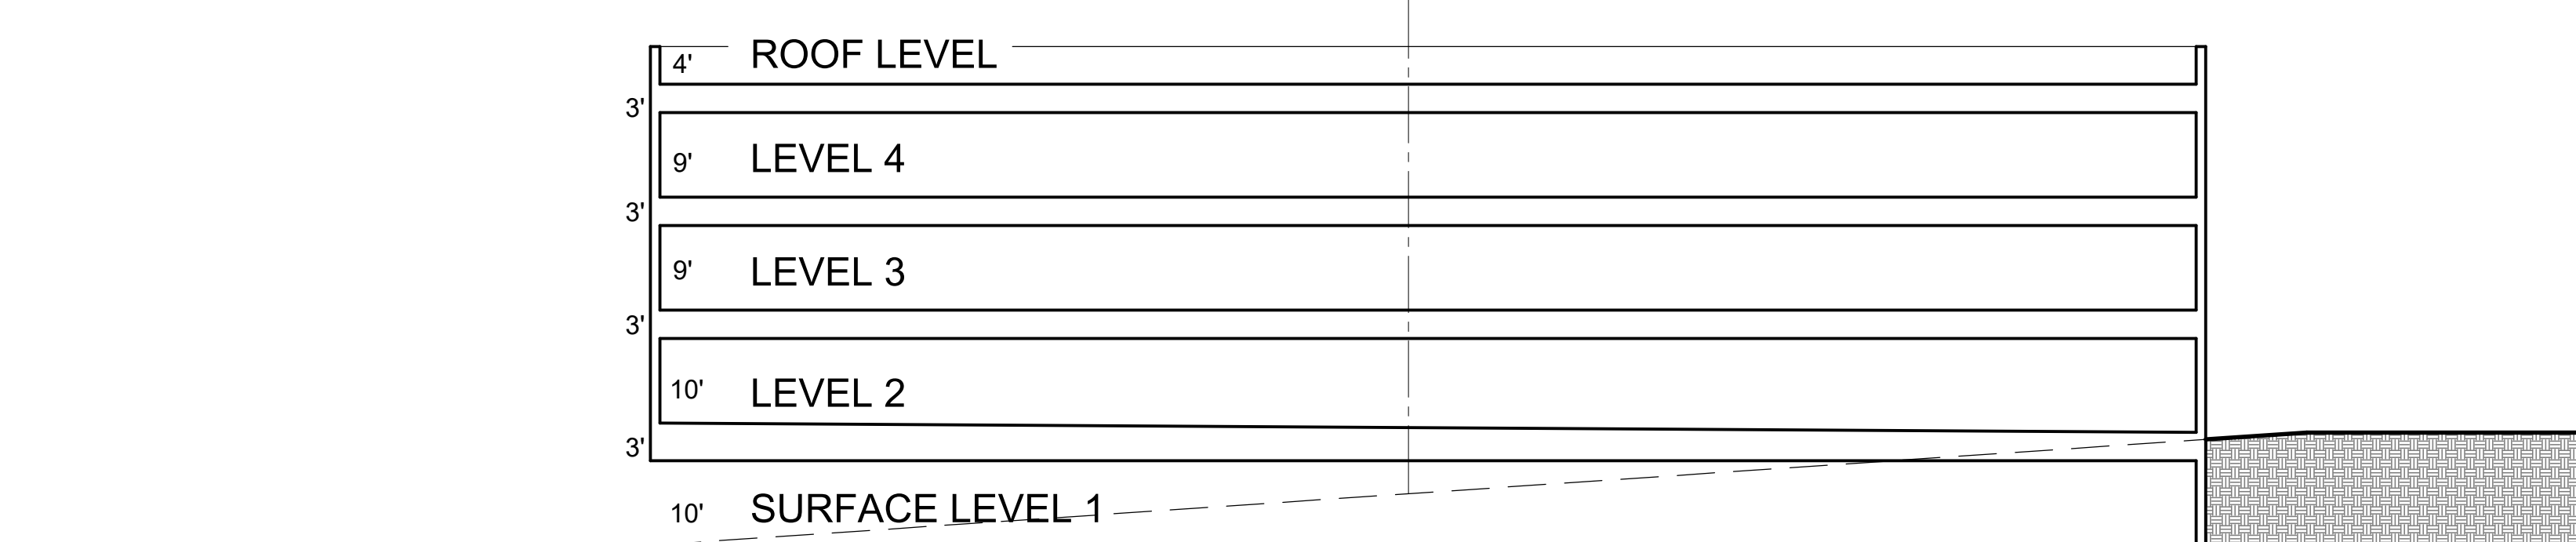 4' ROOF LEVEL
3'
9' LEVEL 4
3'
9' LEVEL 3
3'
10' LEVEL 2
3'
10' SURFACE LEVEL 1